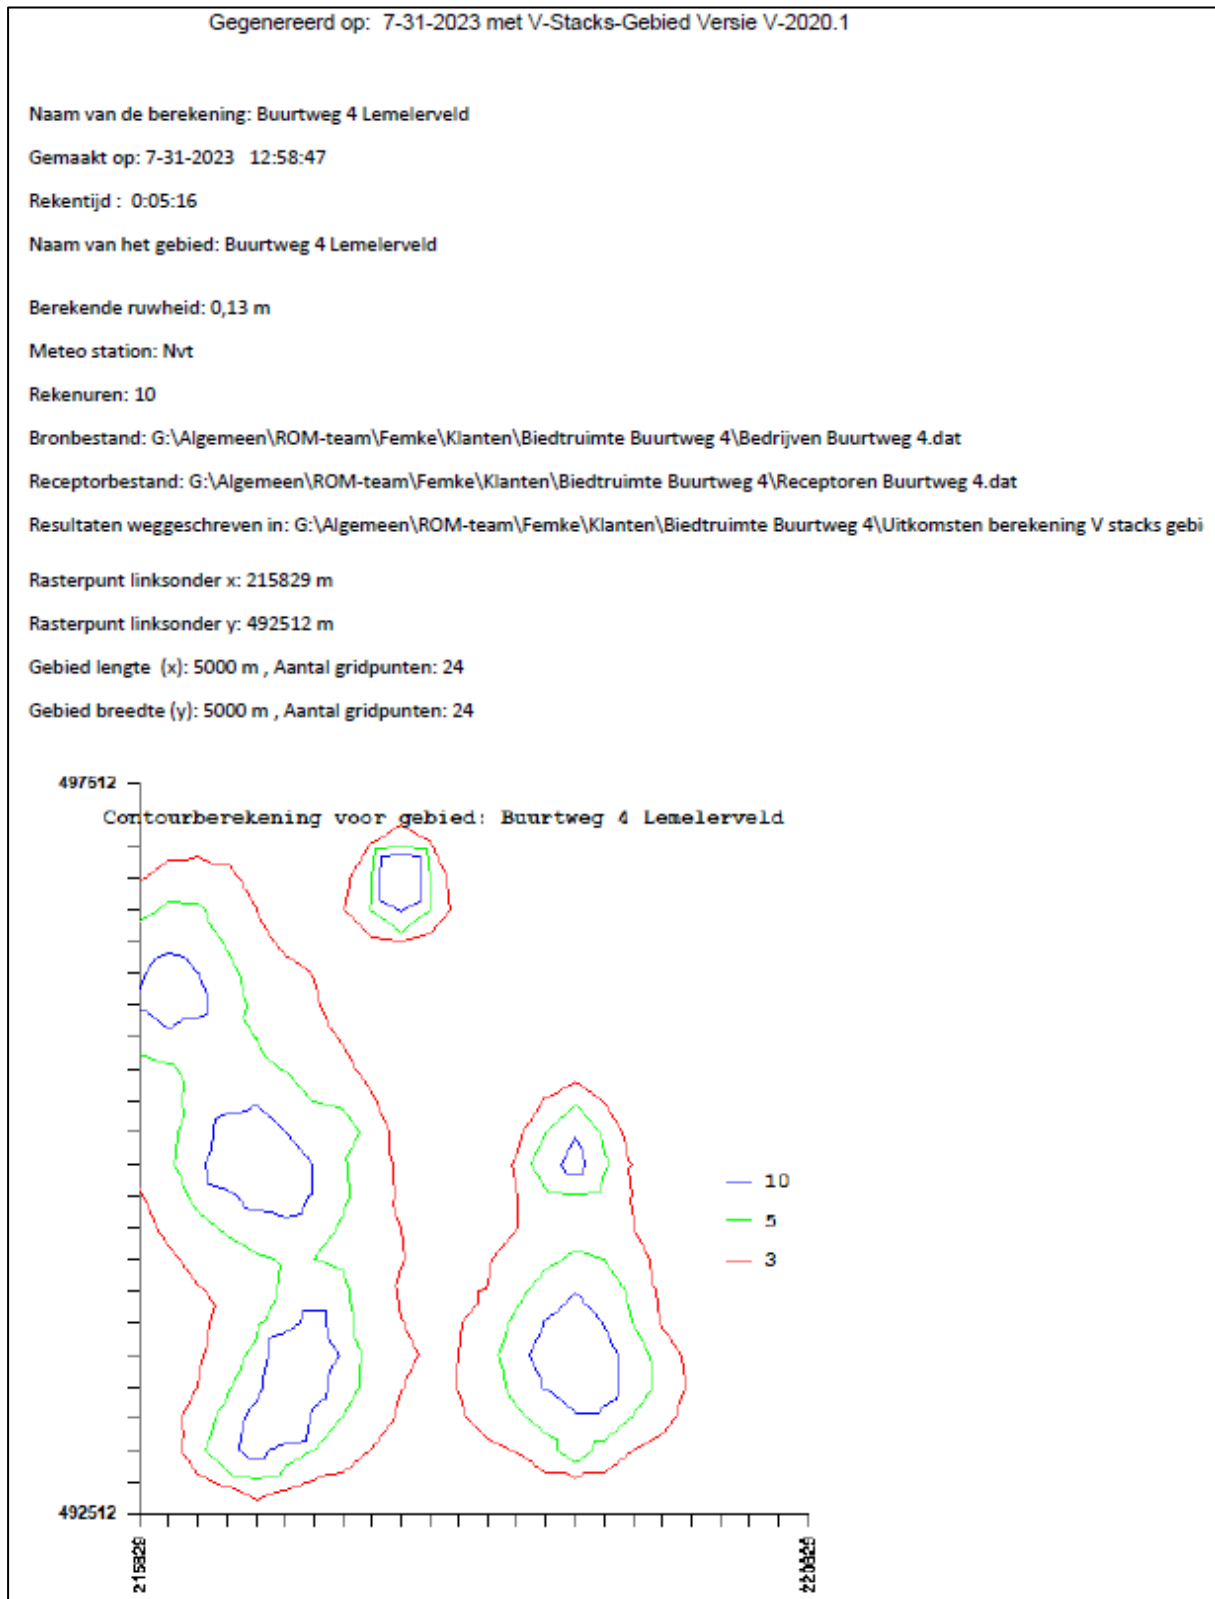 Gegenereerd op: 7-31-2023 met V-Stacks-Gebied Versie V-2020.1
Naam van de berekening: Buurtweg 4 Lemelerveld
Gemaakt op: 7-31-2023 12:58:47
Rekentijd : 0:05:16
Naam van het gebied: Buurtweg 4 Lemelerveld
Berekende ruwheid: 0,13 m
Meteo station: Nvt
Rekenuren: 10
Bronbestand: G:\Algemeen\ROM-team\Femke\Klanten\Biedtruimte Buurtweg 4\Bedrijven Buurtweg 4.dat
Receptorbestand: G:\Algemeen\ROM-team\Femke\Klanten\Biedtruimte Buurtweg 4\Receptoren Buurtweg 4.dat
Resultaten weggeschreven in: G:\Algemeen\ROM-team\Femke\Klanten\Biedtruimte Buurtweg 4\Uitkomsten berekening V stacks gebi
Rasterpunt linksonder x: 215829 m
Rasterpunt linksonder y: 492512 m
Gebied lengte (x): 5000 m , Aantal gridpunten: 24
Gebied breedte (y): 5000 m , Aantal gridpunten: 24
497512
Contourberekening voor gebied: Buurtweg 4 Lemelerveld
10
5
3
492512
215829